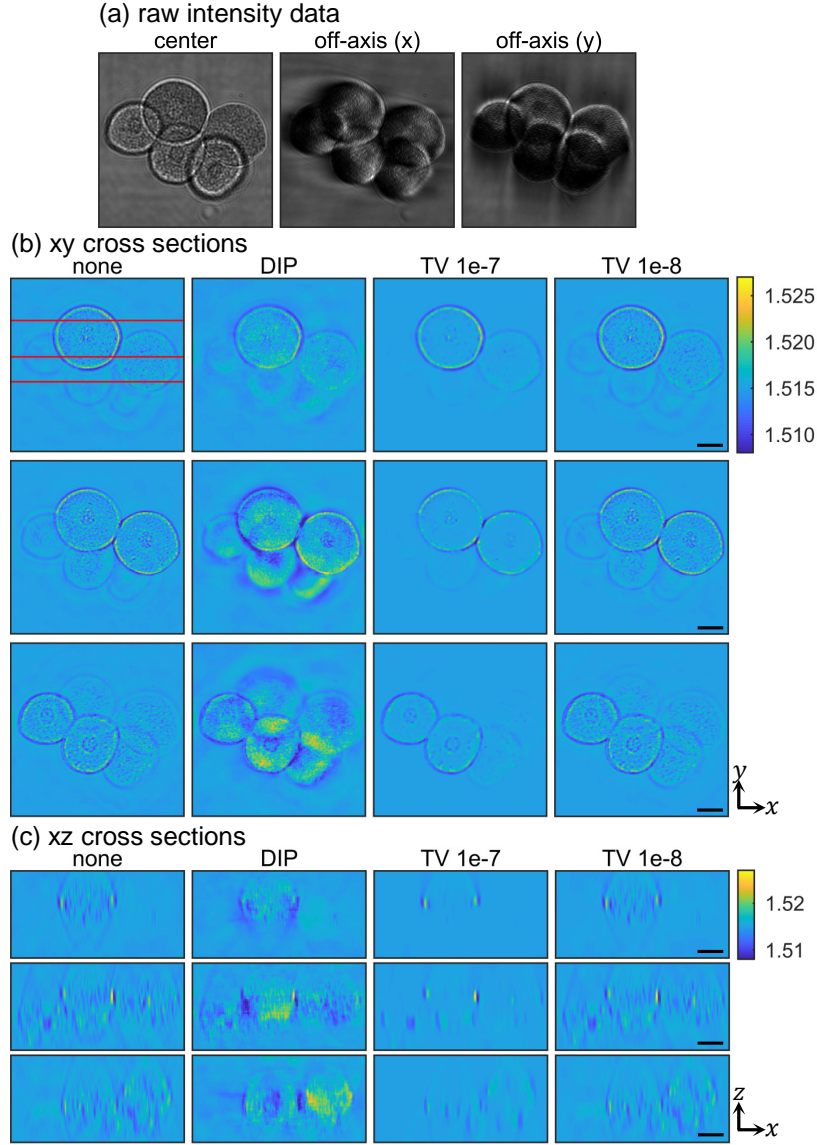 (a) raw intensity data
center off-axis (x) off-axis (y)
(b) xy cross sections
none DIP TV 1e-7 TV 1e-8
1.525
1.520
1.515
1.510
y
x
(c) xz cross sections
none DIP TV 1e-7 TV 1e-8
1.52
1.51
z
x